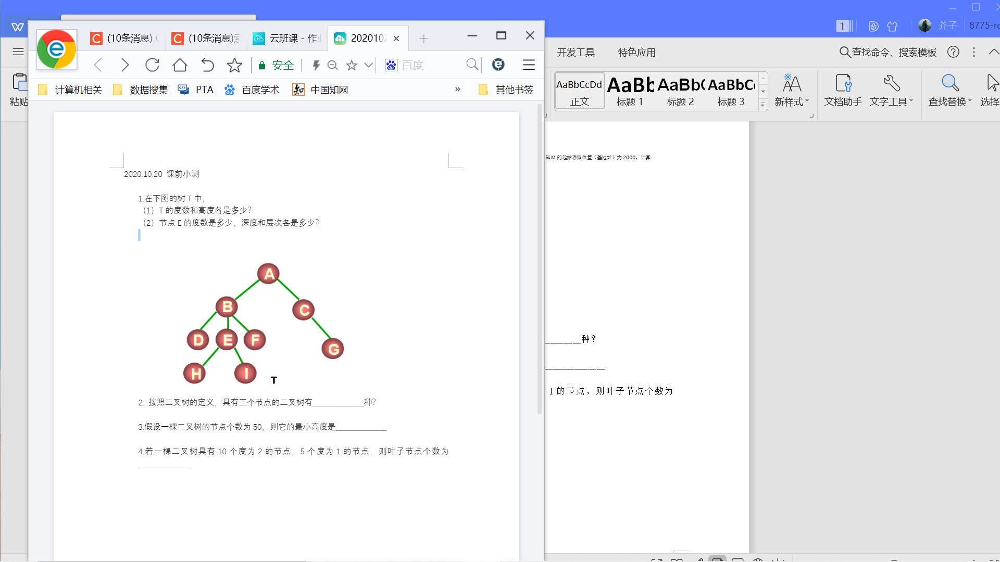 1
芥子
8775-ro
(10条消息)
(10条消息)
云班课 - 作业
2020102
安全
百度
计算机相关
数据搜集
PTA
百度学术
中国知网
»
其他书签
开发工具
特色应用
查找命令、搜索模板
粘贴
AaBbCcDd
AaBb
AaBb(
AaBbC
正文
标题 1
标题 2
标题 3
新样式
文档助手
文字工具
查找替换
选择
2020.10.20 课前小测
1.在下图的树 T 中，
（1）T 的度数和高度各是多少？
（2）节点 E 的度数是多少，深度和层次各是多少？
A
B
C
D
E
F
G
H
I
T
2. 按照二叉树的定义，具有三个节点的二叉树有____________种？
3.假设一棵二叉树的节点个数为 50，则它的最小高度是____________
4.若一棵二叉树具有 10 个度为 2 的节点，5 个度为 1 的节点，则叶子节点个数为
____________
知 M 的起始存储位置（基地址）为 2000，计算：
________种？
____________
1 的节点，则叶子节点个数为